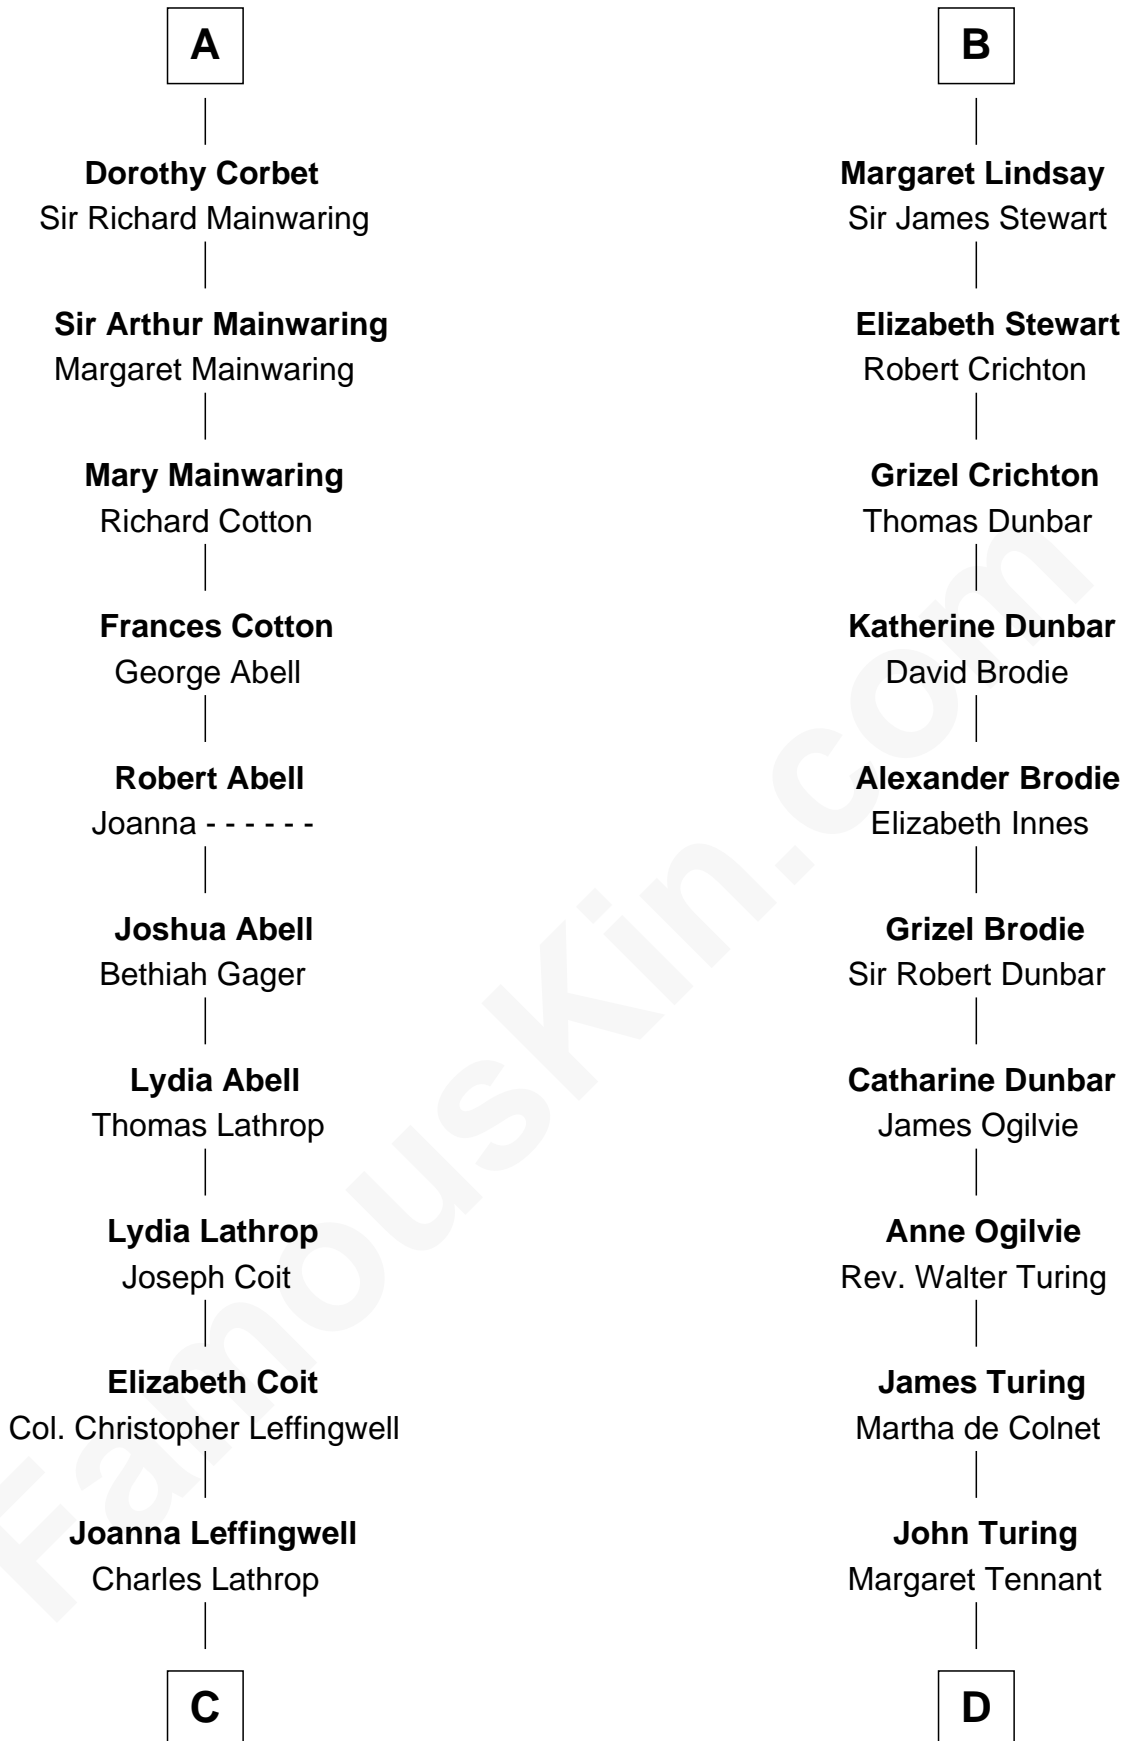 A
Dorothy Corbet
Sir Richard Mainwaring
Sir Arthur Mainwaring
Margaret Mainwaring
Mary Mainwaring
Richard Cotton
Frances Cotton
George Abell
Robert Abell
Joanna - - - - - -
Joshua Abell
Bethiah Gager
Lydia Abell
Thomas Lathrop
Lydia Lathrop
Joseph Coit
Elizabeth Coit
Col. Christopher Leffingwell
Joanna Leffingwell
Charles Lathrop
C
B
Margaret Lindsay
Sir James Stewart
Elizabeth Stewart
Robert Crichton
Grizel Crichton
Thomas Dunbar
Katherine Dunbar
David Brodie
Alexander Brodie
Elizabeth Innes
Grizel Brodie
Sir Robert Dunbar
Catharine Dunbar
James Ogilvie
Anne Ogilvie
Rev. Walter Turing
James Turing
Martha de Colnet
John Turing
Margaret Tennant
D
FamousKin.com